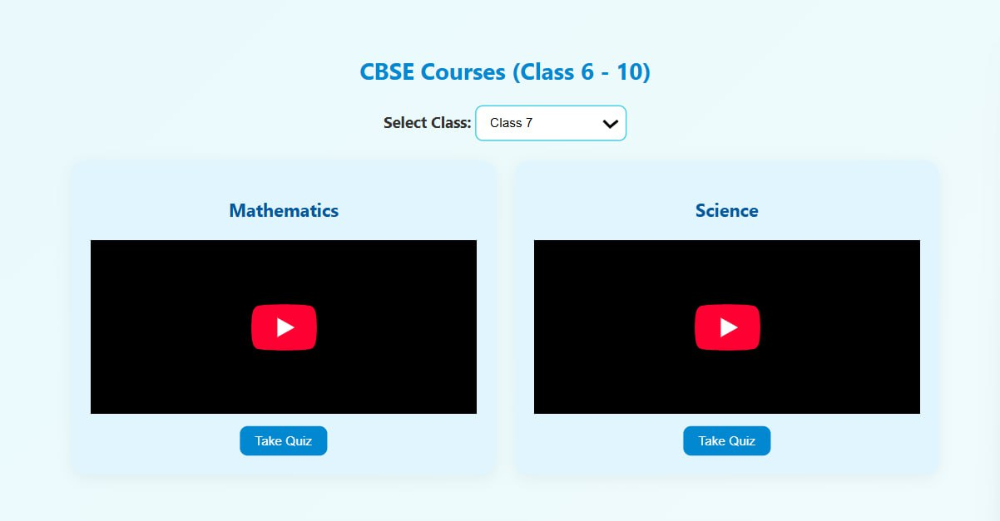 CBSE Courses (Class 6 - 10)
Select Class: Class 7
Mathematics
Science
Take Quiz
Take Quiz